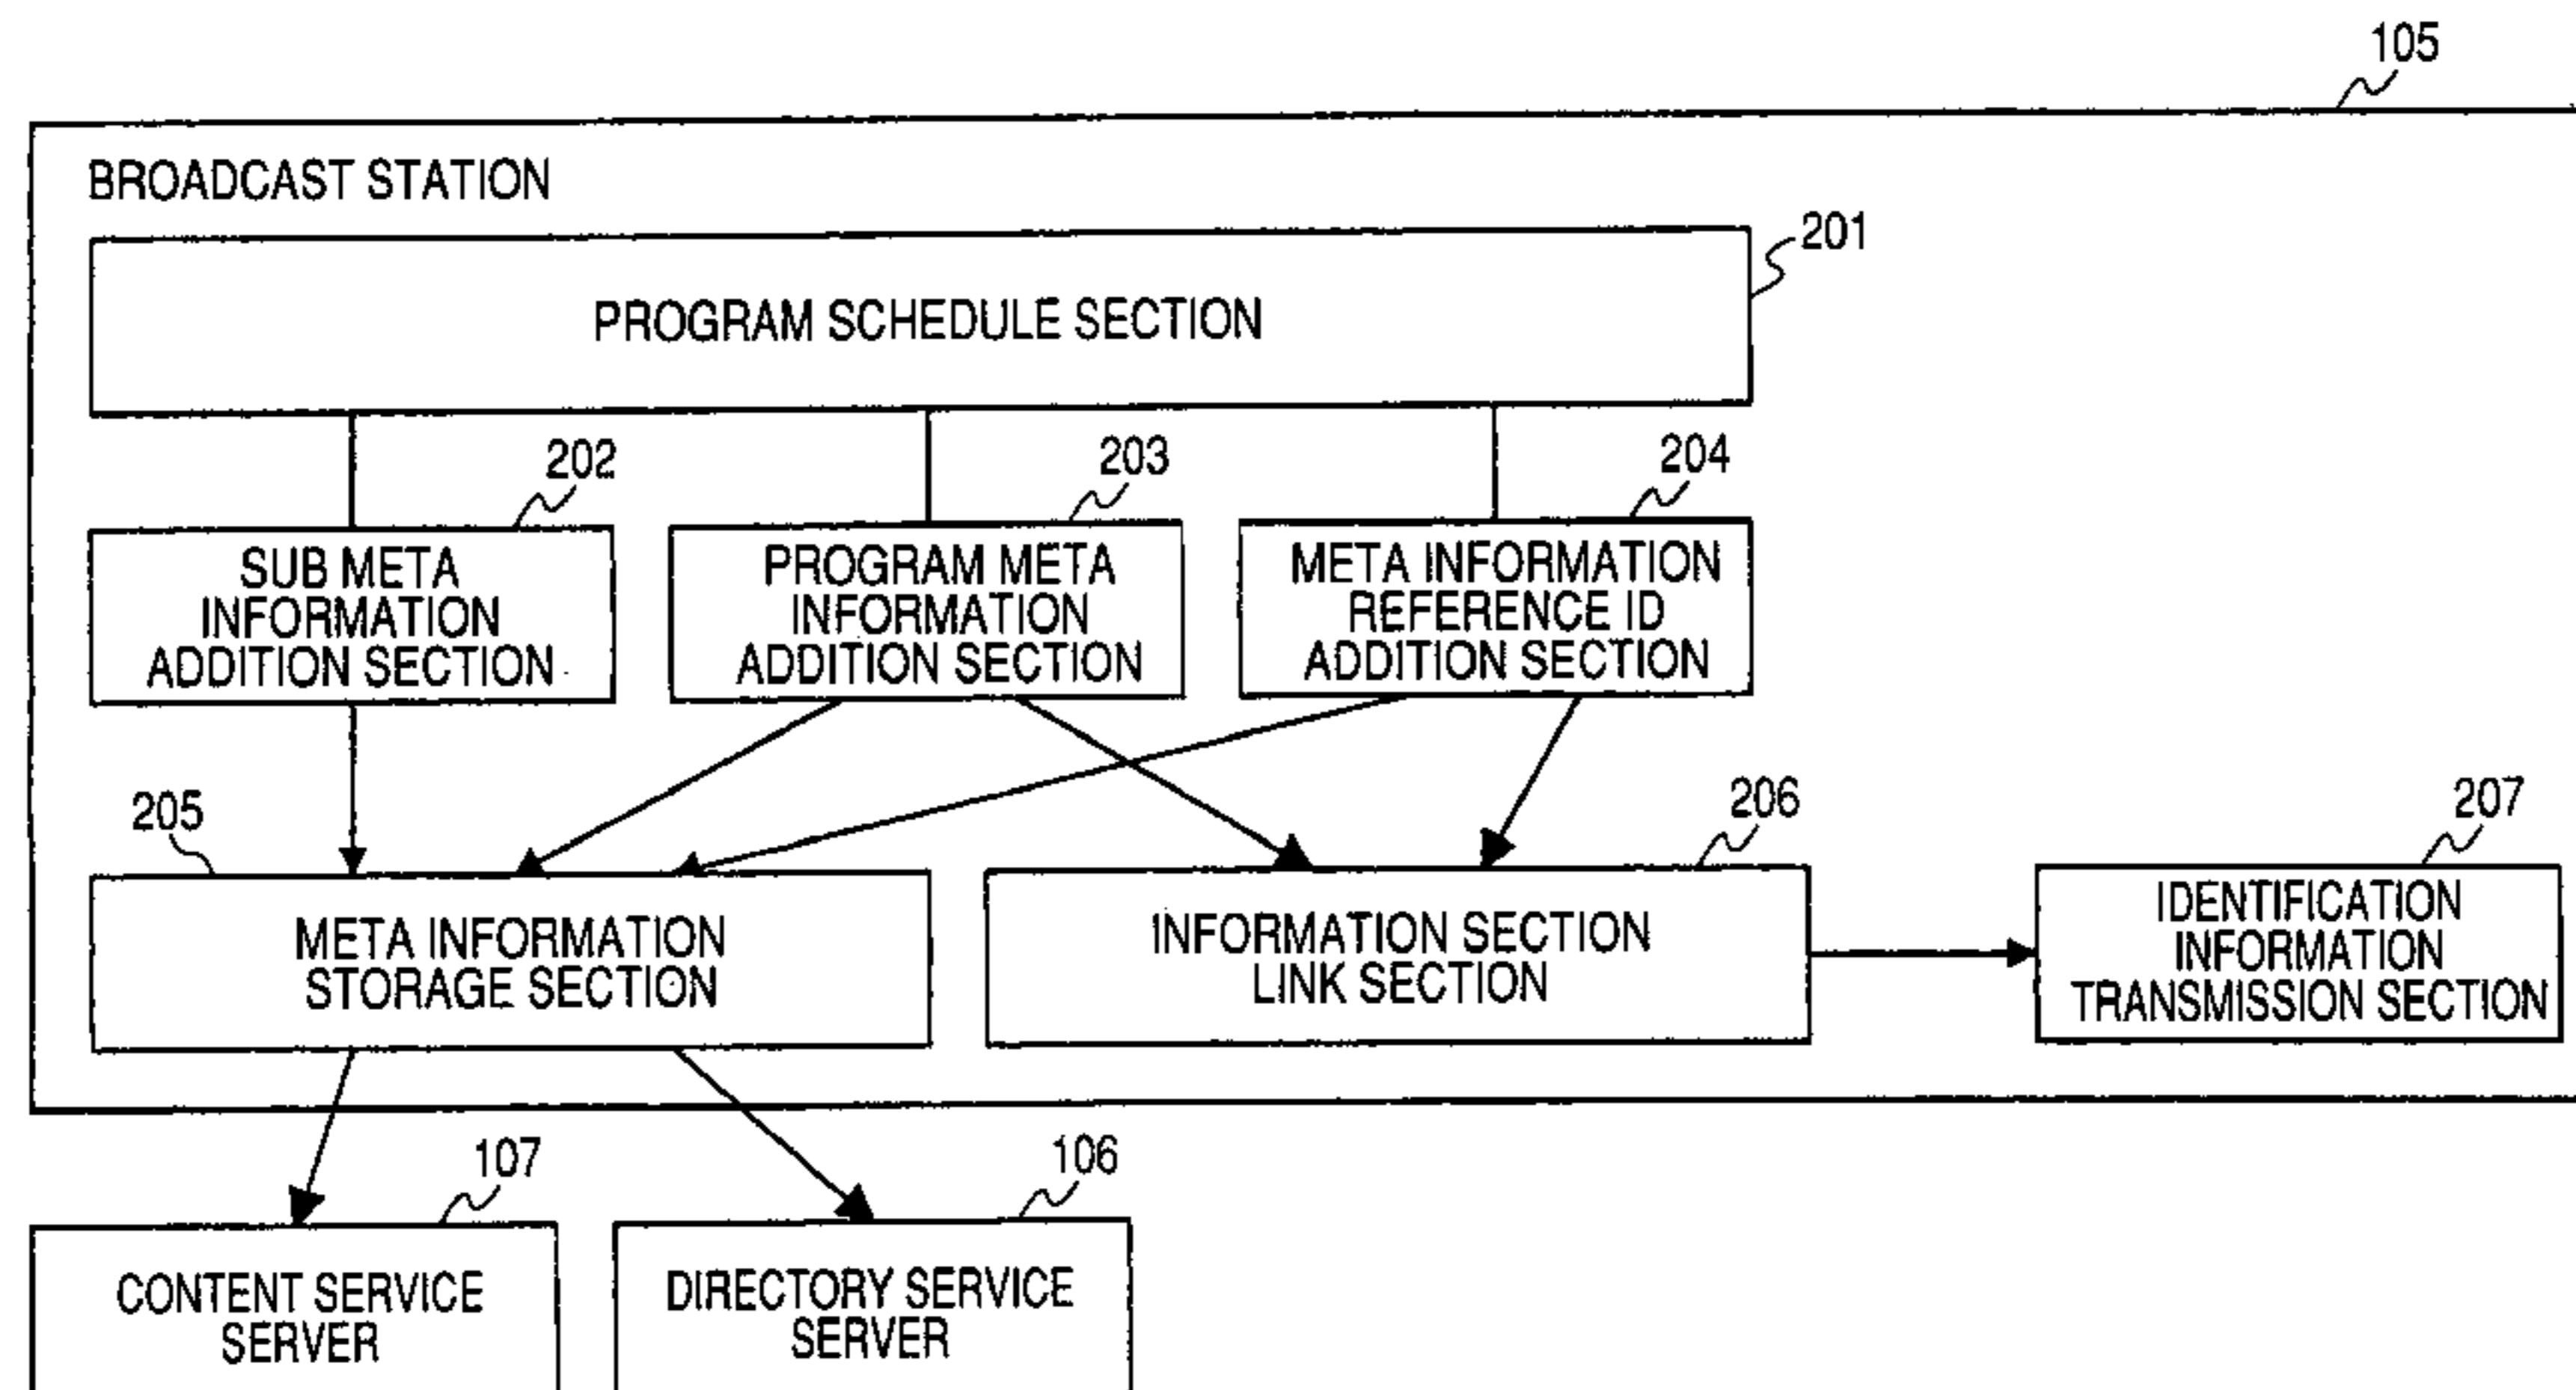 105
BROADCAST STATION
201
PROGRAM SCHEDULE SECTION
202
203
204
SUB META
INFORMATION
ADDITION SECTION
PROGRAM META
INFORMATION
ADDITION SECTION
META INFORMATION
REFERENCE ID
ADDITION SECTION
205
206
207
META INFORMATION
STORAGE SECTION
INFORMATION SECTION
LINK SECTION
IDENTIFICATION
INFORMATION
TRANSMISSION SECTION
107
106
CONTENT SERVICE
SERVER
DIRECTORY SERVICE
SERVER